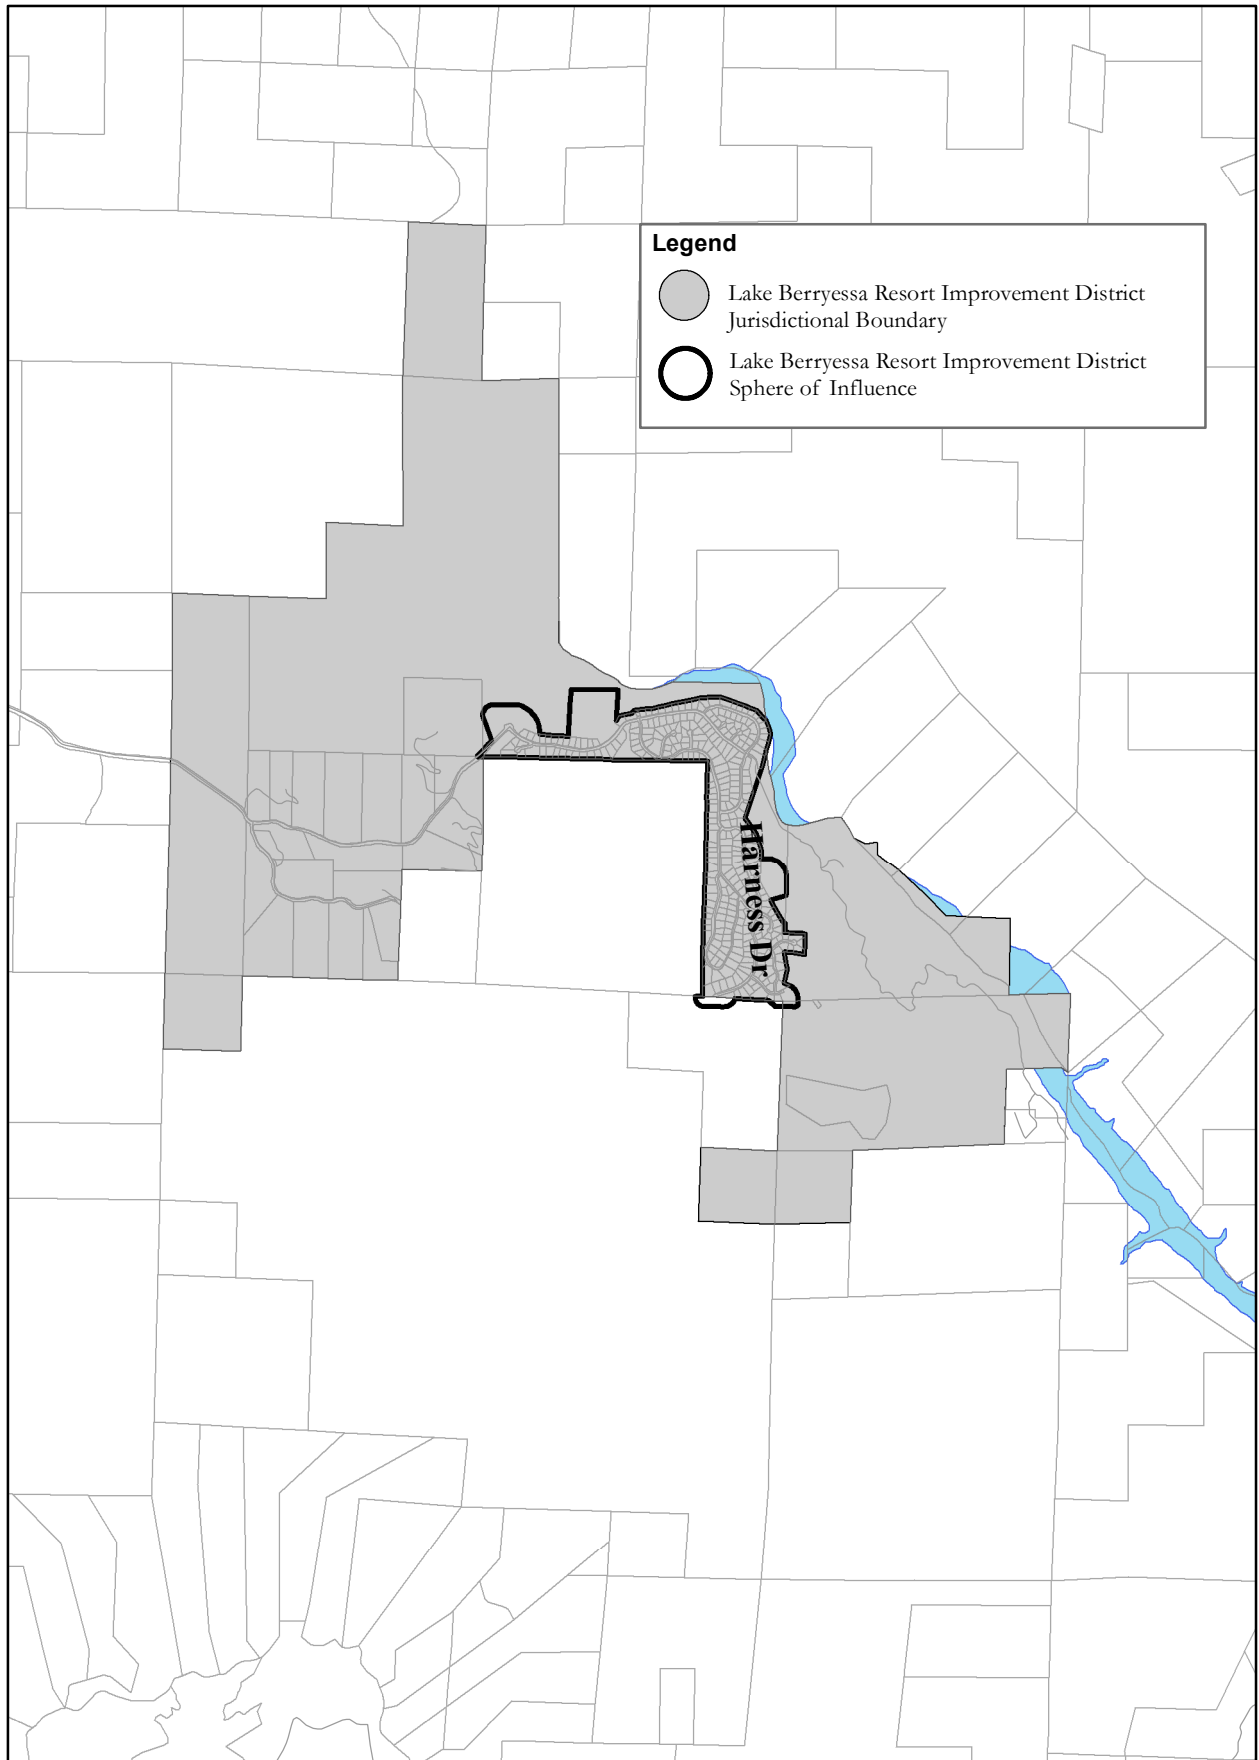 Legend
Lake Berryessa Resort Improvement District
Jurisdictional Boundary
Lake Berryessa Resort Improvement District
Sphere of Influence
Harness Dr